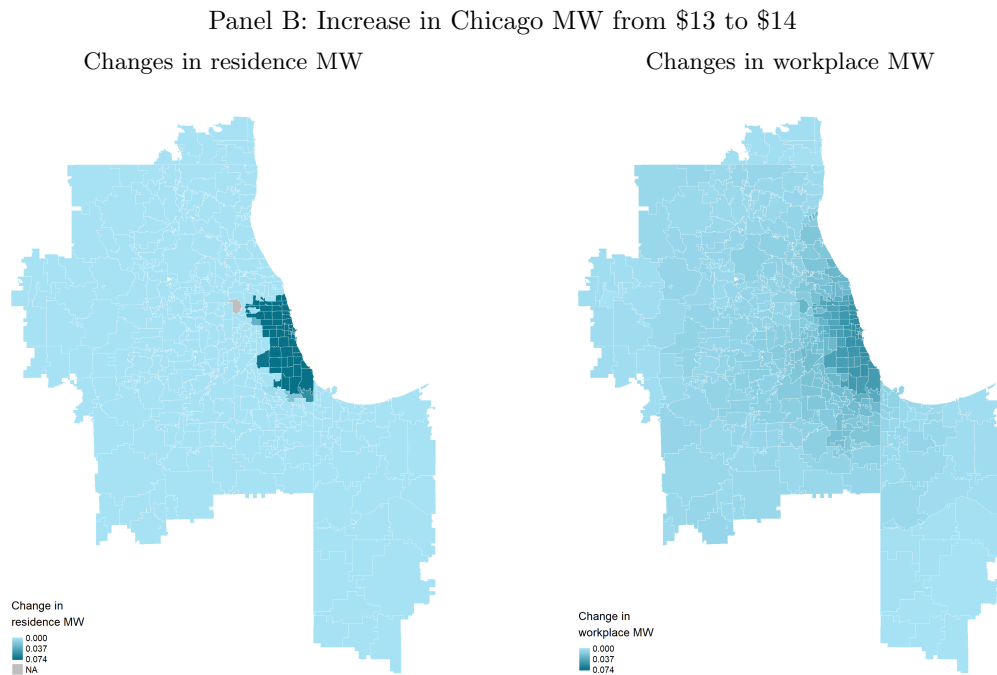 Panel B: Increase in Chicago MW from $13 to $14
Changes in residence MW
Changes in workplace MW
Change in
residence MW
0.000
0.037
0.074
NA
Change in
workplace MW
0.000
0.037
0.074